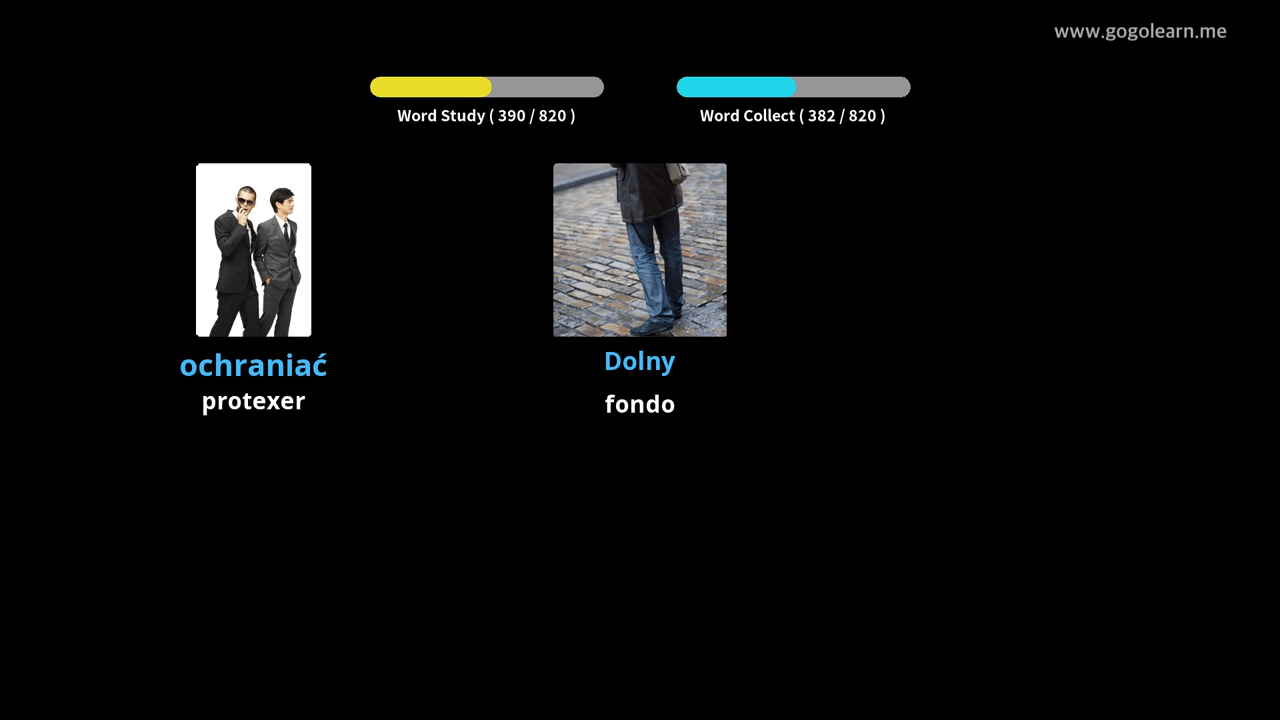 www.gogolearn.me
Word Study ( 390 / 820 )
Word Collect ( 382 / 820 )
ochraniać
protexer
Dolny
fondo